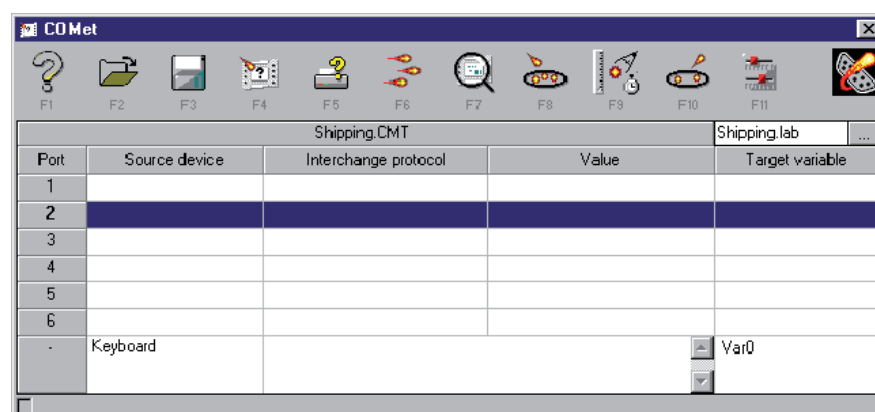 COMet
F1 F2 F3 F4 F5 F6 F7 F8 F9 F10 F11
Shipping.CMT Shipping.lab ...
Port Source device Interchange protocol Value Target variable
1
2
3
4
5
6
- Keyboard Var0